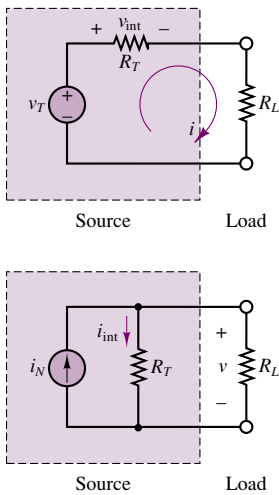 v_int
+ −
R_T
v_T
+
−
i
R_L
Source Load
i_N
i_int
R_T
+
v
−
R_L
Source Load